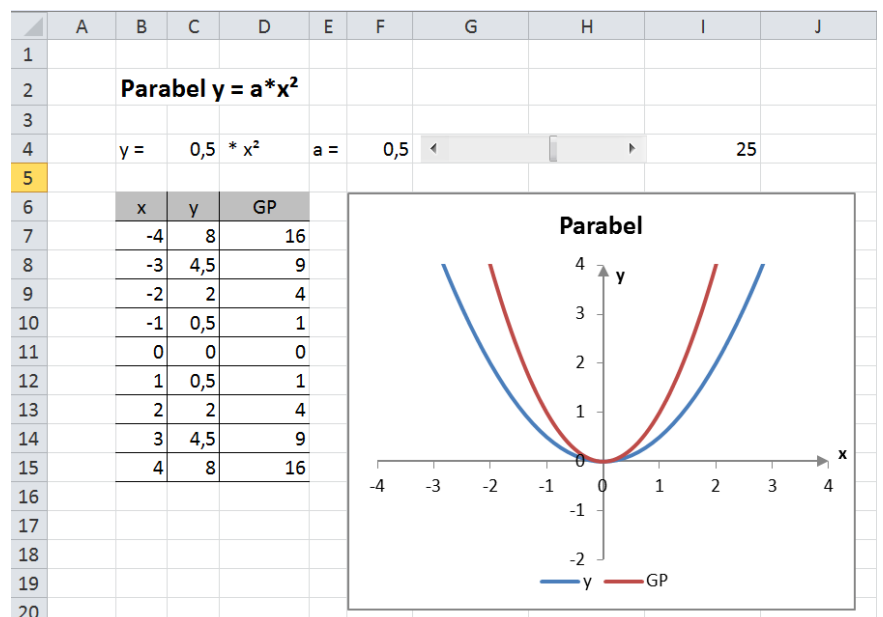 A B C D E F G H I J
1
2 Parabel y = a*x²
3
4 y = 0,5 * x² a = 0,5 25
5
6 x y GP
7 -4 8 16
8 -3 4,5 9
9 -2 2 4
10 -1 0,5 1
11 0 0 0
12 1 0,5 1
13 2 2 4
14 3 4,5 9
15 4 8 16
16
17
18
19
20
Parabel
4 y
3
2
1
0 x
-4 -3 -2 -1 0 1 2 3 4
-1
-2
y GP